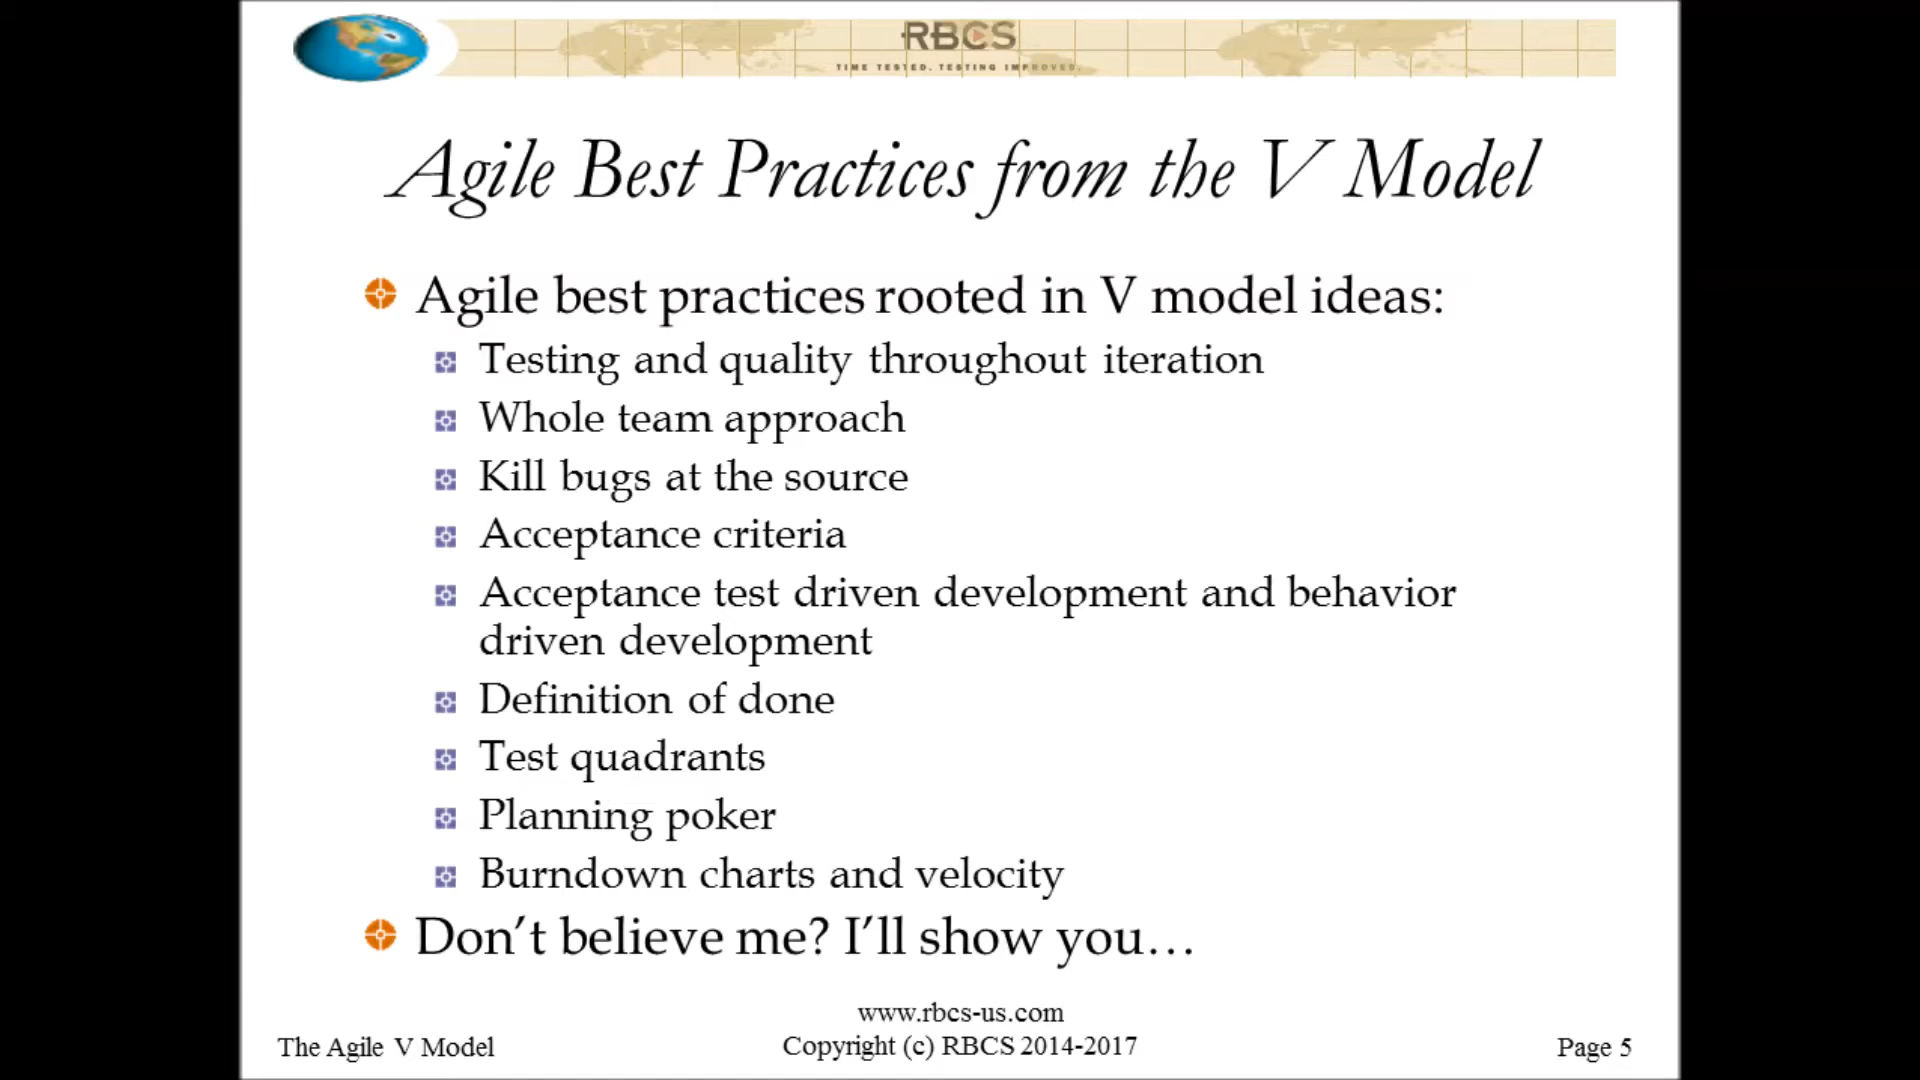 RBCS
TIME TESTED. TESTING IMPROVED.
Agile Best Practices from the V Model
Agile best practices rooted in V model ideas:
Testing and quality throughout iteration
Whole team approach
Kill bugs at the source
Acceptance criteria
Acceptance test driven development and behavior
driven development
Definition of done
Test quadrants
Planning poker
Burndown charts and velocity
Don’t believe me? I’ll show you…
www.rbcs-us.com
The Agile V Model
Copyright (c) RBCS 2014-2017
Page 5